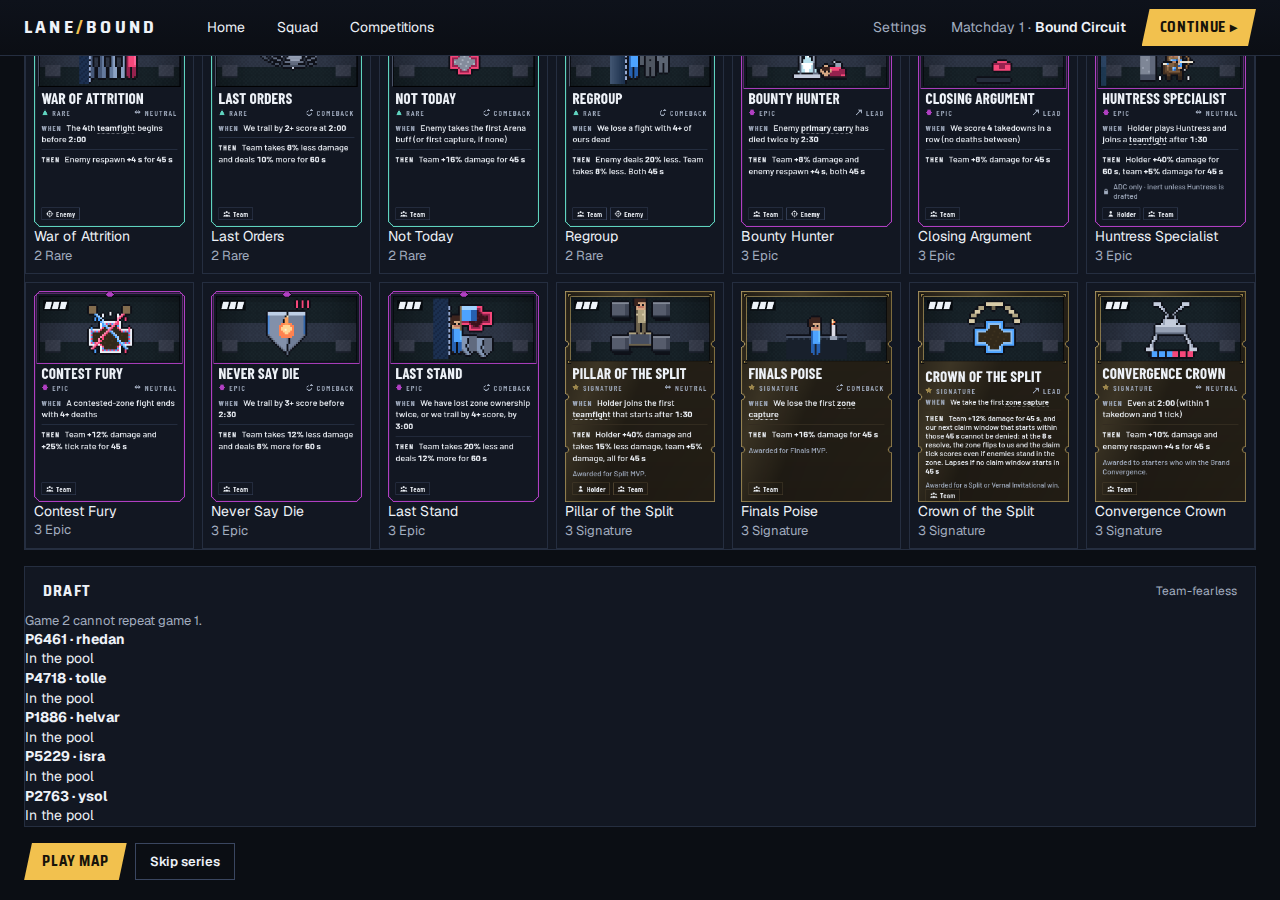 LANE/BOUND
Home
Squad
Competitions
Settings
Matchday 1 · Bound Circuit
CONTINUE ▸
WAR OF ATTRITION
RARE
NEUTRAL
WHEN The 4th teamfight begins
before 2:00
THEN Enemy respawn +4 s for 45 s
Enemy
War of Attrition
2 Rare
LAST ORDERS
RARE
COMEBACK
WHEN We trail by 2+ score at 2:00
THEN Team takes 8% less damage
and deals 10% more for 60 s
Team
Last Orders
2 Rare
NOT TODAY
RARE
COMEBACK
WHEN Enemy takes the first Arena
buff (or first capture, if none)
THEN Team +16% damage for 45 s
Team
Not Today
2 Rare
REGROUP
RARE
COMEBACK
WHEN We lose a fight with 4+ of
ours dead
THEN Enemy deals 20% less. Team
takes 8% less. Both 45 s
Team
Enemy
Regroup
2 Rare
BOUNTY HUNTER
EPIC
LEAD
WHEN Enemy primary carry has
died twice by 2:30
THEN Team +8% damage and
enemy respawn +4 s, both 45 s
Team
Enemy
Bounty Hunter
3 Epic
CLOSING ARGUMENT
EPIC
LEAD
WHEN We score 4 takedowns in a
row (no deaths between)
THEN Team +8% damage for 45 s
Team
Closing Argument
3 Epic
HUNTRESS SPECIALIST
EPIC
NEUTRAL
WHEN Holder plays Huntress and
joins a teamfight after 1:30
THEN Holder +40% damage for
60 s, team +5% damage for 45 s
ADC only · Inert unless Huntress is
drafted
Holder
Team
Huntress Specialist
3 Epic
CONTEST FURY
EPIC
NEUTRAL
WHEN A contested-zone fight ends
with 4+ deaths
THEN Team +12% damage and
+25% tick rate for 45 s
Team
Contest Fury
3 Epic
NEVER SAY DIE
EPIC
COMEBACK
WHEN We trail by 3+ score before
2:30
THEN Team takes 12% less damage
and deals 8% more for 60 s
Team
Never Say Die
3 Epic
LAST STAND
EPIC
COMEBACK
WHEN We have lost zone ownership
twice, or we trail by 4+ score, by
3:00
THEN Team takes 20% less and
deals 12% more for 60 s
Team
Last Stand
3 Epic
PILLAR OF THE SPLIT
SIGNATURE
NEUTRAL
WHEN Holder joins the first
teamfight that starts after 1:30
THEN Holder +40% damage and
takes 15% less damage, team +5%
damage, all for 45 s
Awarded for Split MVP.
Holder
Team
Pillar of the Split
3 Signature
FINALS POISE
SIGNATURE
COMEBACK
WHEN We lose the first zone
capture
THEN Team +16% damage for 45 s
Awarded for Finals MVP.
Team
Finals Poise
3 Signature
CROWN OF THE SPLIT
SIGNATURE
LEAD
WHEN We take the first zone capture
THEN Team +12% damage for 45 s, and
our next claim window that starts within
those 45 s cannot be denied: at the 8 s
resolve, the zone flips to us and the claim
tick scores even if enemies stand in the
zone. Lapses if no claim window starts in
45 s
Awarded for a Split or Vernal Invitational win.
Team
Crown of the Split
3 Signature
CONVERGENCE CROWN
SIGNATURE
NEUTRAL
WHEN Even at 2:00 (within 1
takedown and 1 tick)
THEN Team +10% damage and
enemy respawn +4 s for 45 s
Awarded to starters who win the Grand
Convergence.
Team
Convergence Crown
3 Signature
DRAFT
Team-fearless
Game 2 cannot repeat game 1.
P6461 · rhedan
In the pool
P4718 · tolle
In the pool
P1886 · helvar
In the pool
P5229 · isra
In the pool
P2763 · ysol
In the pool
PLAY MAP
Skip series